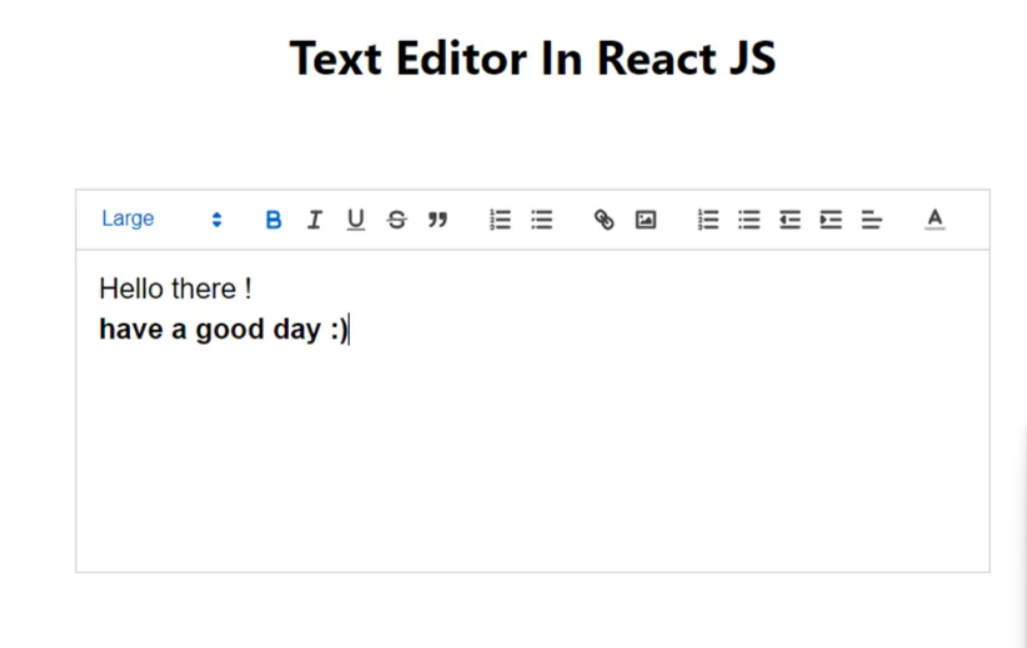 Text Editor In React JS
Large B I U S
A
Hello there !
have a good day :)